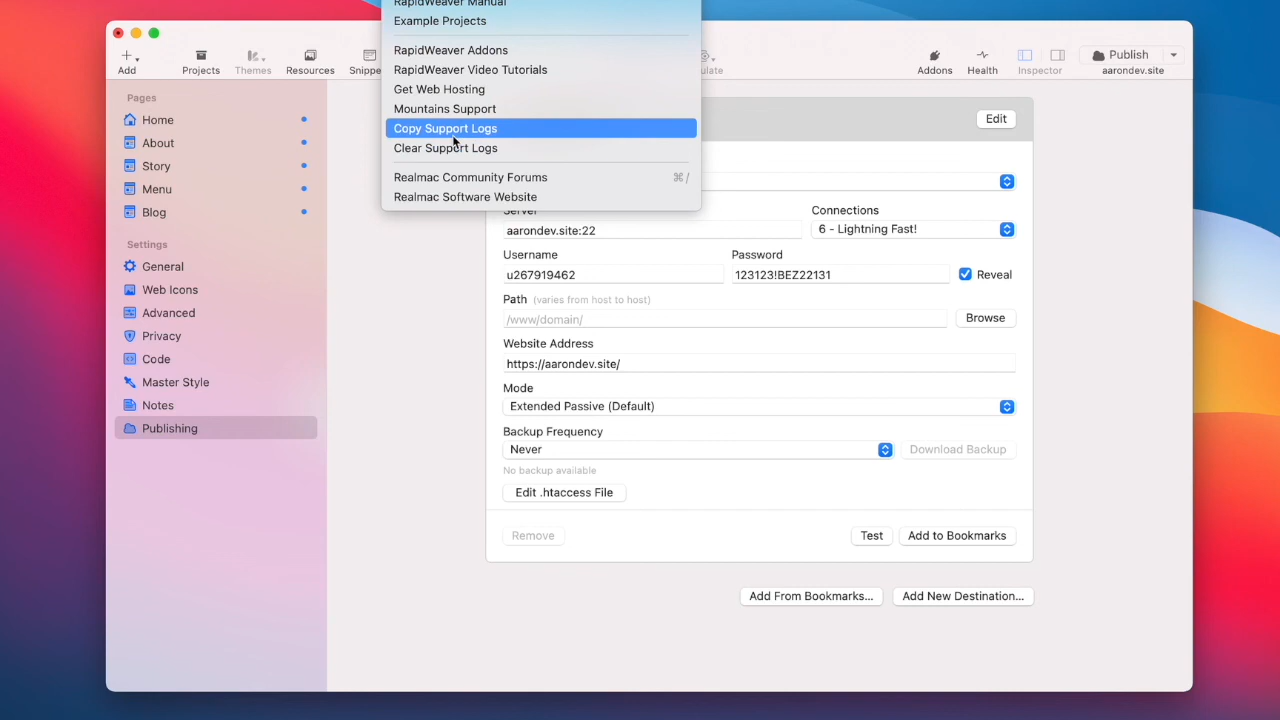 RapidWeaver Manual
Example Projects
RapidWeaver Addons
RapidWeaver Video Tutorials
Get Web Hosting
Mountains Support
Copy Support Logs
Clear Support Logs
Realmac Community Forums ⌘ /
Realmac Software Website
Add
Projects
Themes
Resources
Snippe
ulate
Addons
Health
Inspector
Publish
aarondev.site
Pages
Home
About
Story
Menu
Blog
Settings
General
Web Icons
Advanced
Privacy
Code
Master Style
Notes
Publishing
Edit
Server
Connections
aarondev.site:22
6 - Lightning Fast!
Username
Password
u267919462
123123!BEZ22131
Reveal
Path (varies from host to host)
/www/domain/
Browse
Website Address
https://aarondev.site/
Mode
Extended Passive (Default)
Backup Frequency
Never
Download Backup
No backup available
Edit .htaccess File
Remove
Test
Add to Bookmarks
Add From Bookmarks...
Add New Destination...